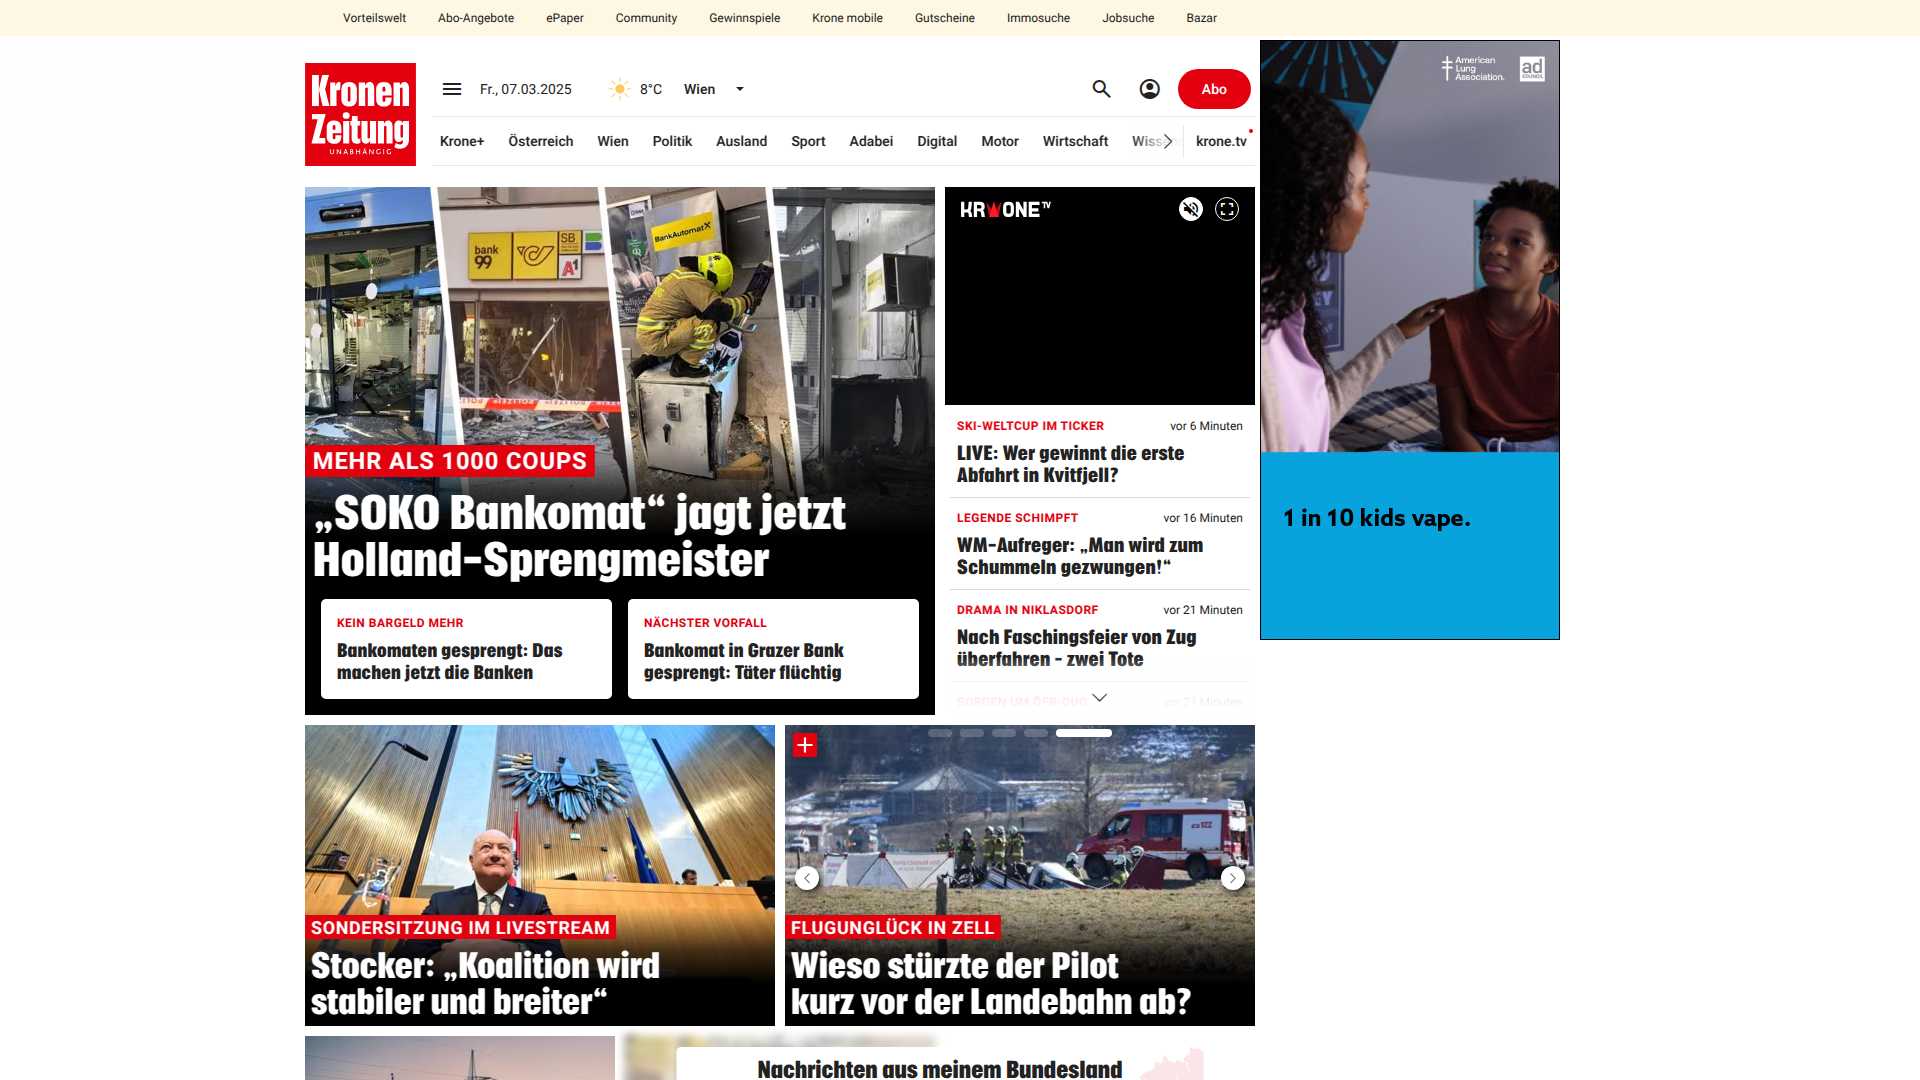 Vorteilswelt Abo-Angebote ePaper Community Gewinnspiele Krone mobile Gutscheine Immosuche Jobsuche Bazar
Kronen
Zeitung
UNABHÄNGIG
Fr., 07.03.2025 8°C Wien
Abo
Krone+ Österreich Wien Politik Ausland Sport Adabei Digital Motor Wirtschaft krone.tv
bank
99
SB
A1
BankAutomatX
MEHR ALS 1000 COUPS
„SOKO Bankomat“ jagt jetzt
Holland-Sprengmeister
KEIN BARGELD MEHR
Bankomaten gesprengt: Das
machen jetzt die Banken
NÄCHSTER VORFALL
Bankomat in Grazer Bank
gesprengt: Täter flüchtig
KRONE TV
SKI-WELTCUP IM TICKER vor 6 Minuten
LIVE: Wer gewinnt die erste
Abfahrt in Kvitfjell?
LEGENDE SCHIMPFT vor 16 Minuten
WM-Aufreger: „Man wird zum
Schummeln gezwungen!“
DRAMA IN NIKLASDORF vor 21 Minuten
Nach Faschingsfeier von Zug
überfahren – zwei Tote
American
Lung
Association.
ad
COUNCIL
1 in 10 kids vape.
SONDERSITZUNG IM LIVESTREAM
Stocker: „Koalition wird
stabiler und breiter“
FLUGUNGLÜCK IN ZELL
Wieso stürzte der Pilot
kurz vor der Landebahn ab?
Nachrichten aus meinem Bundesland